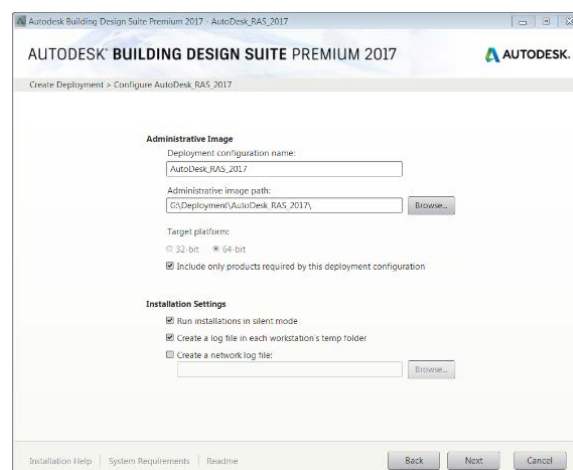 Autodesk Building Design Suite Premium 2017 - AutoDesk_RAS_2017
AUTODESK® BUILDING DESIGN SUITE PREMIUM 2017
AUTODESK.
Create Deployment > Configure AutoDesk_RAS_2017
Administrative Image
Deployment configuration name:
AutoDesk_RAS_2017
Administrative image path:
G:\Deployment\AutoDesk_RAS_2017\
Browse...
Target platform:
32-bit 64-bit
Include only products required by this deployment configuration
Installation Settings
Run installations in silent mode
Create a log file in each workstation's temp folder
Create a network log file:
Browse...
Installation Help | System Requirements | Readme
Back Next Cancel